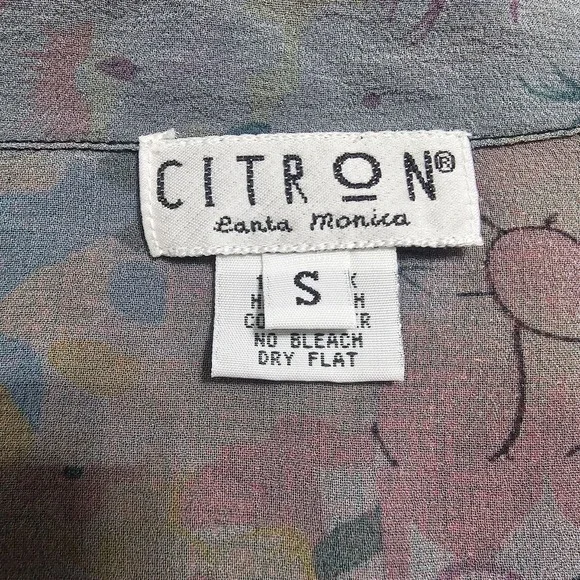 CITRON®
Santa Monica
S
NO BLEACH
DRY FLAT